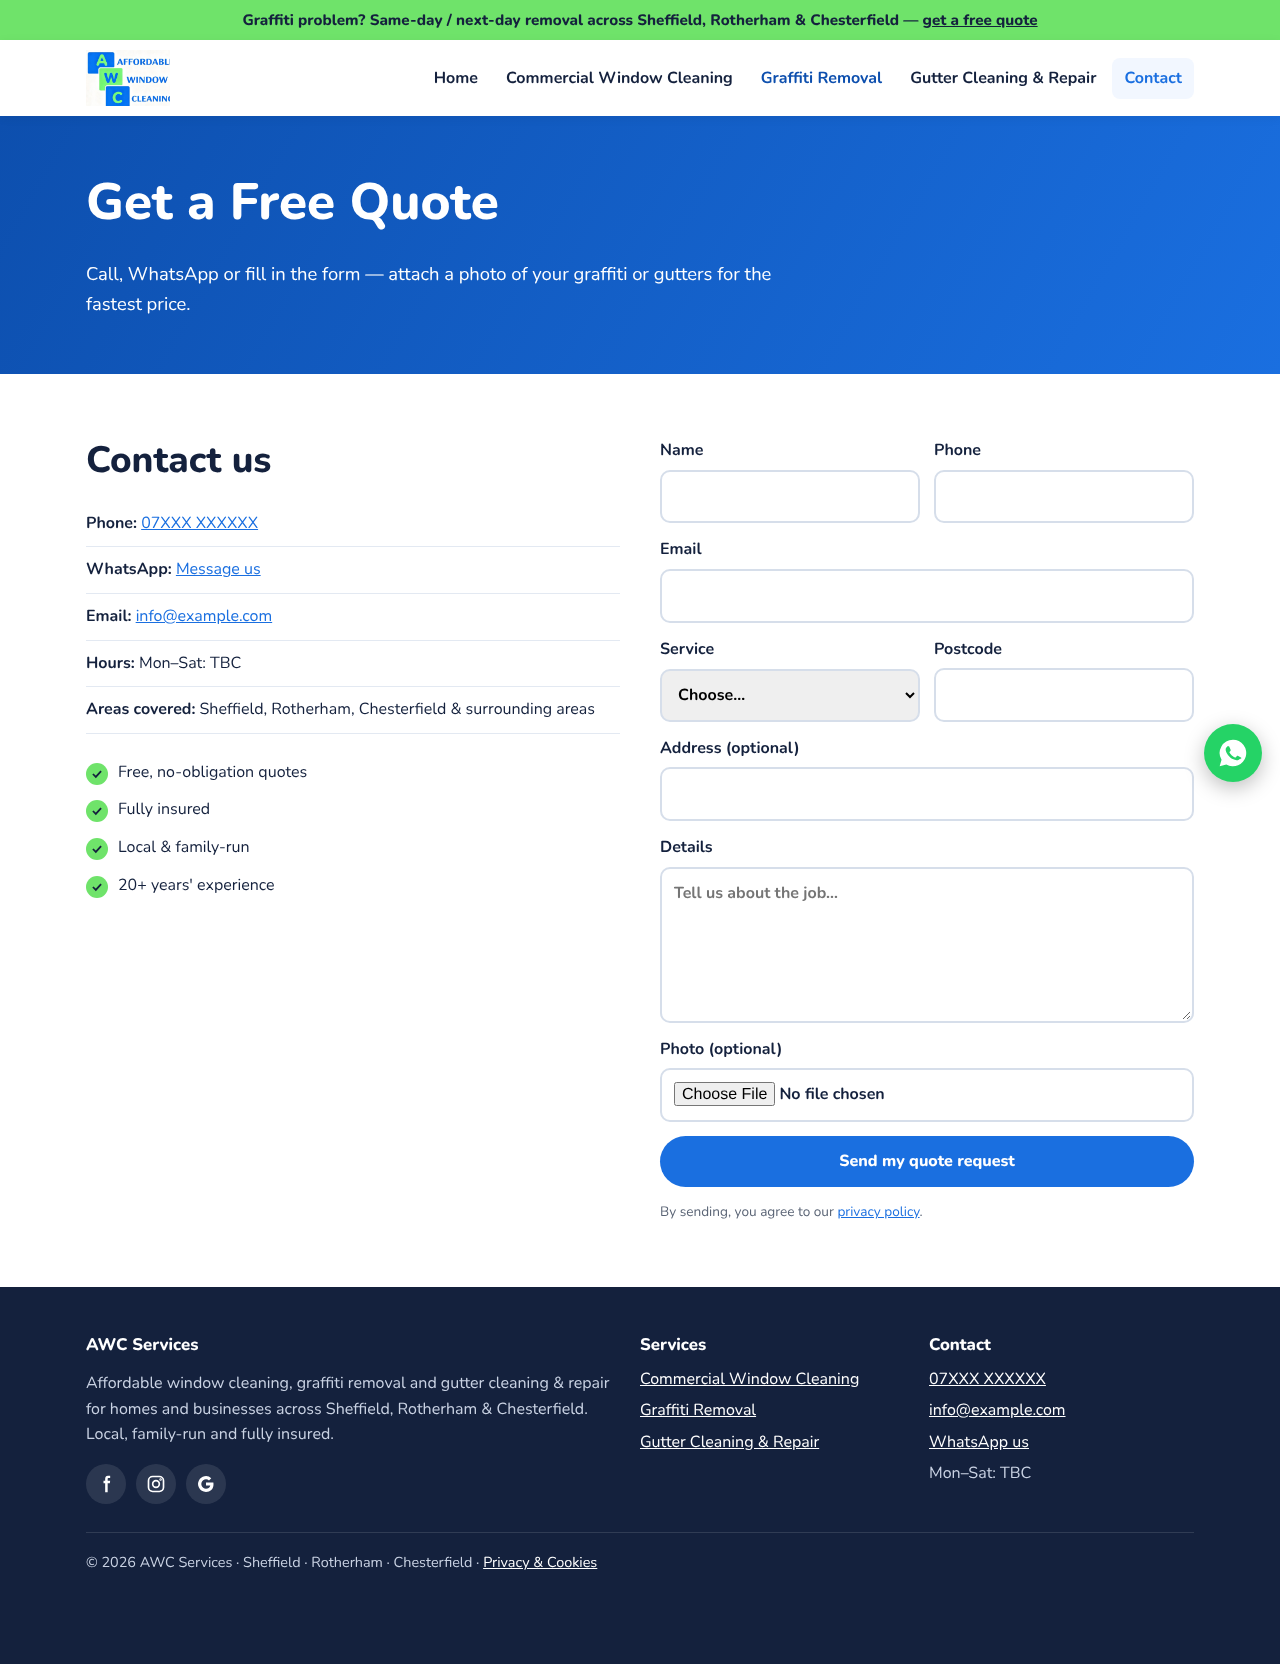 Graffiti problem? Same-day / next-day removal across Sheffield, Rotherham & Chesterfield — get a free quote
A AFFORDABL
W WINDOW
C CLEANING
Home Commercial Window Cleaning Graffiti Removal Gutter Cleaning & Repair Contact
Get a Free Quote
Call, WhatsApp or fill in the form — attach a photo of your graffiti or gutters for the
fastest price.
Contact us
Phone: 07XXX XXXXXX
WhatsApp: Message us
Email: info@example.com
Hours: Mon–Sat: TBC
Areas covered: Sheffield, Rotherham, Chesterfield & surrounding areas
Free, no-obligation quotes
Fully insured
Local & family-run
20+ years' experience
Name Phone
Email
Service Postcode
Choose...
Address (optional)
Details
Tell us about the job...
Photo (optional)
Choose File No file chosen
Send my quote request
By sending, you agree to our privacy policy.
AWC Services
Affordable window cleaning, graffiti removal and gutter cleaning & repair
for homes and businesses across Sheffield, Rotherham & Chesterfield.
Local, family-run and fully insured.
Services
Commercial Window Cleaning
Graffiti Removal
Gutter Cleaning & Repair
Contact
07XXX XXXXXX
info@example.com
WhatsApp us
Mon–Sat: TBC
© 2026 AWC Services · Sheffield · Rotherham · Chesterfield · Privacy & Cookies